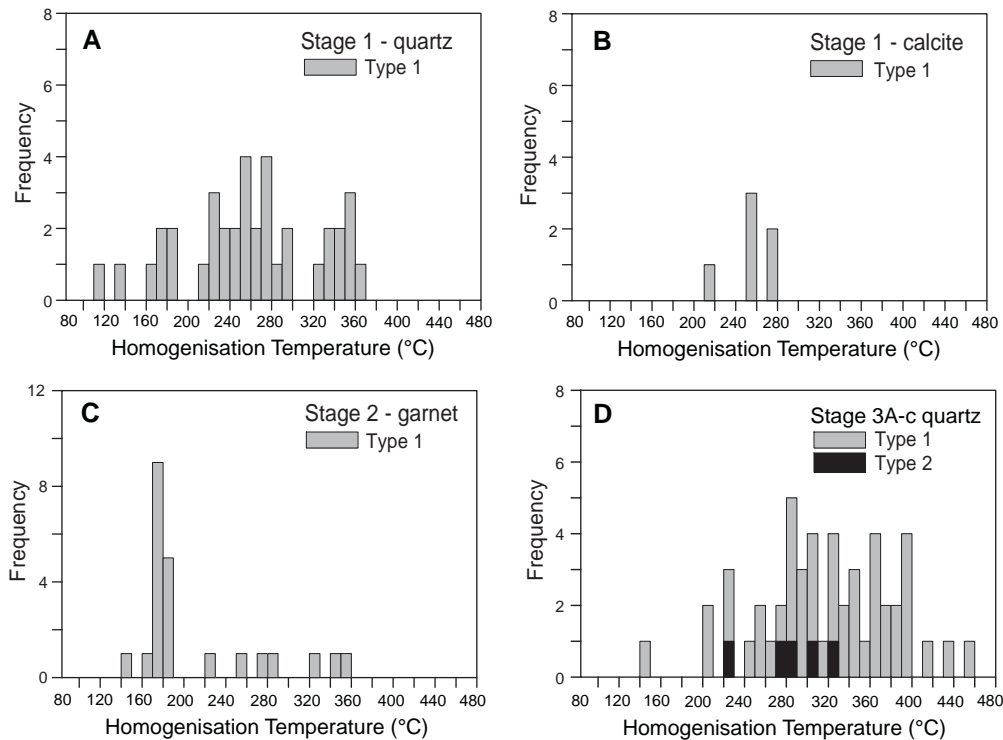 A
Stage 1 - quartz
Type 1
Frequency
8
6
4
2
0
80 120 160 200 240 280 320 360 400 440 480
Homogenisation Temperature (°C)
B
Stage 1 - calcite
Type 1
Frequency
8
6
4
2
0
80 120 160 200 240 280 320 360 400 440 480
Homogenisation Temperature (°C)
C
Stage 2 - garnet
Type 1
Frequency
12
8
4
0
80 120 160 200 240 280 320 360 400 440 480
Homogenisation Temperature (°C)
D
Stage 3A-c quartz
Type 1
Type 2
Frequency
8
6
4
2
0
80 120 160 200 240 280 320 360 400 440 480
Homogenisation Temperature (°C)